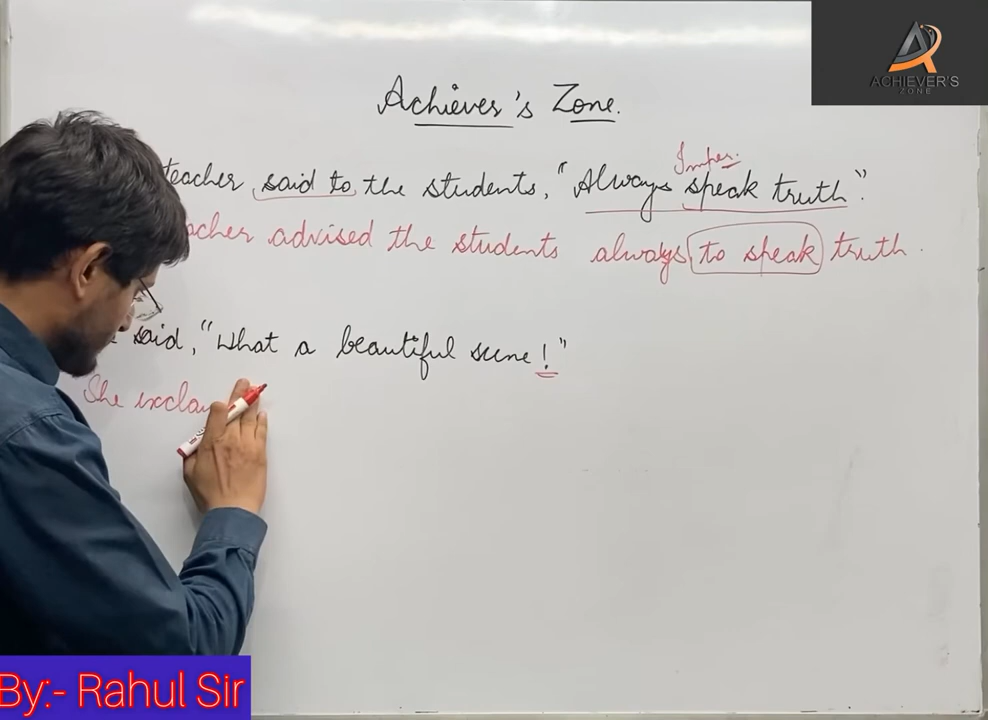 ACHIEVER'S
ZONE
Achiever's Zone.
Imper.
teacher said to the students, "Always speak truth".
acher advised the students always to speak truth.
said, "What a beautiful scene!"
She exclai
By:- Rahul Sir